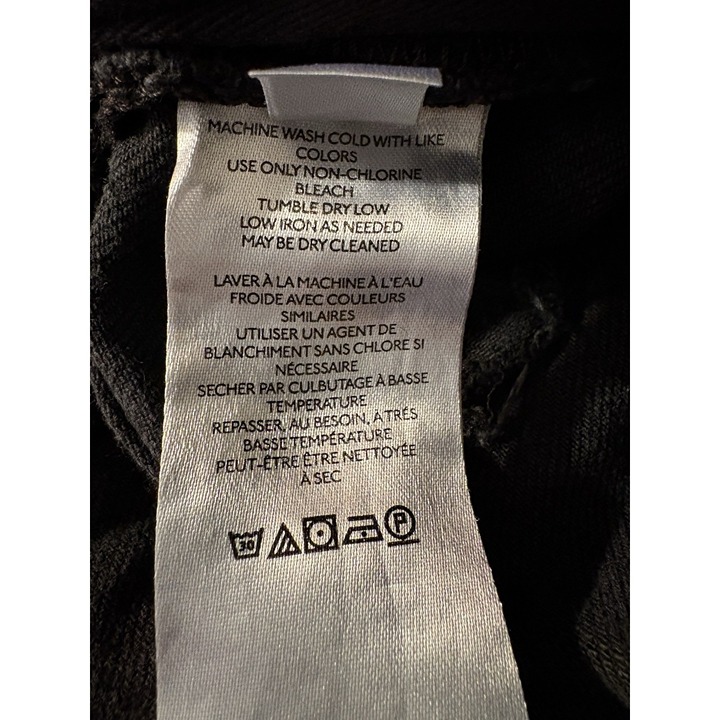 MACHINE WASH COLD WITH LIKE
COLORS
USE ONLY NON-CHLORINE
BLEACH
TUMBLE DRY LOW
LOW IRON AS NEEDED
MAY BE DRY CLEANED
LAVER À LA MACHINE À L'EAU
FROIDE AVEC COULEURS
SIMILAIRES
UTILISER UN AGENT DE
BLANCHIMENT SANS CHLORE SI
NÉCESSAIRE
SECHER PAR CULBUTAGE À BASSE
TEMPERATURE
REPASSER, AU BESOIN, A TRÉS
BASSE TEMPÉRATURE
PEUT-ÊTRE ÊTRE NETTOYÉE
À SEC
30 P